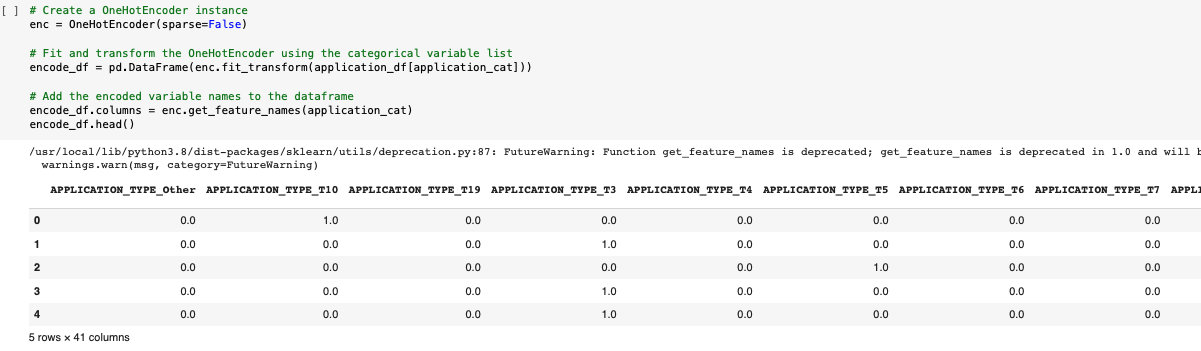 [ ] # Create a OneHotEncoder instance
enc = OneHotEncoder(sparse=False)
# Fit and transform the OneHotEncoder using the categorical variable list
encode_df = pd.DataFrame(enc.fit_transform(application_df[application_cat]))
# Add the encoded variable names to the dataframe
encode_df.columns = enc.get_feature_names(application_cat)
encode_df.head()
/usr/local/lib/python3.8/dist-packages/sklearn/utils/deprecation.py:87: FutureWarning: Function get_feature_names is deprecated; get_feature_names is deprecated in 1.0 and will b
warnings.warn(msg, category=FutureWarning)
APPLICATION_TYPE_Other APPLICATION_TYPE_T10 APPLICATION_TYPE_T19 APPLICATION_TYPE_T3 APPLICATION_TYPE_T4 APPLICATION_TYPE_T5 APPLICATION_TYPE_T6 APPLICATION_TYPE_T7 APPLI
0 0.0 1.0 0.0 0.0 0.0 0.0 0.0 0.0
1 0.0 0.0 0.0 1.0 0.0 0.0 0.0 0.0
2 0.0 0.0 0.0 0.0 0.0 1.0 0.0 0.0
3 0.0 0.0 0.0 1.0 0.0 0.0 0.0 0.0
4 0.0 0.0 0.0 1.0 0.0 0.0 0.0 0.0
5 rows × 41 columns